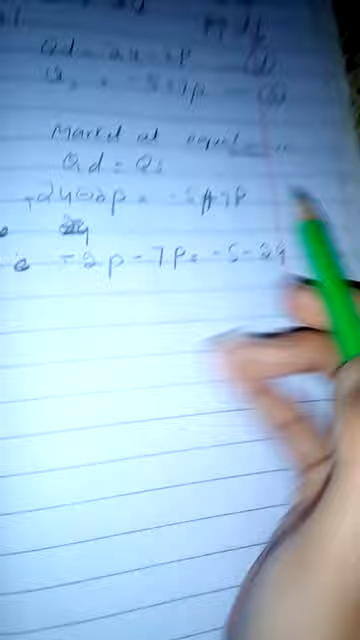 Qd = 24 - 2P
Qs = -5+7p
Market at equil
Qd = Qs
24-2p = -5+7P
24
-2p - 7p = -5-24